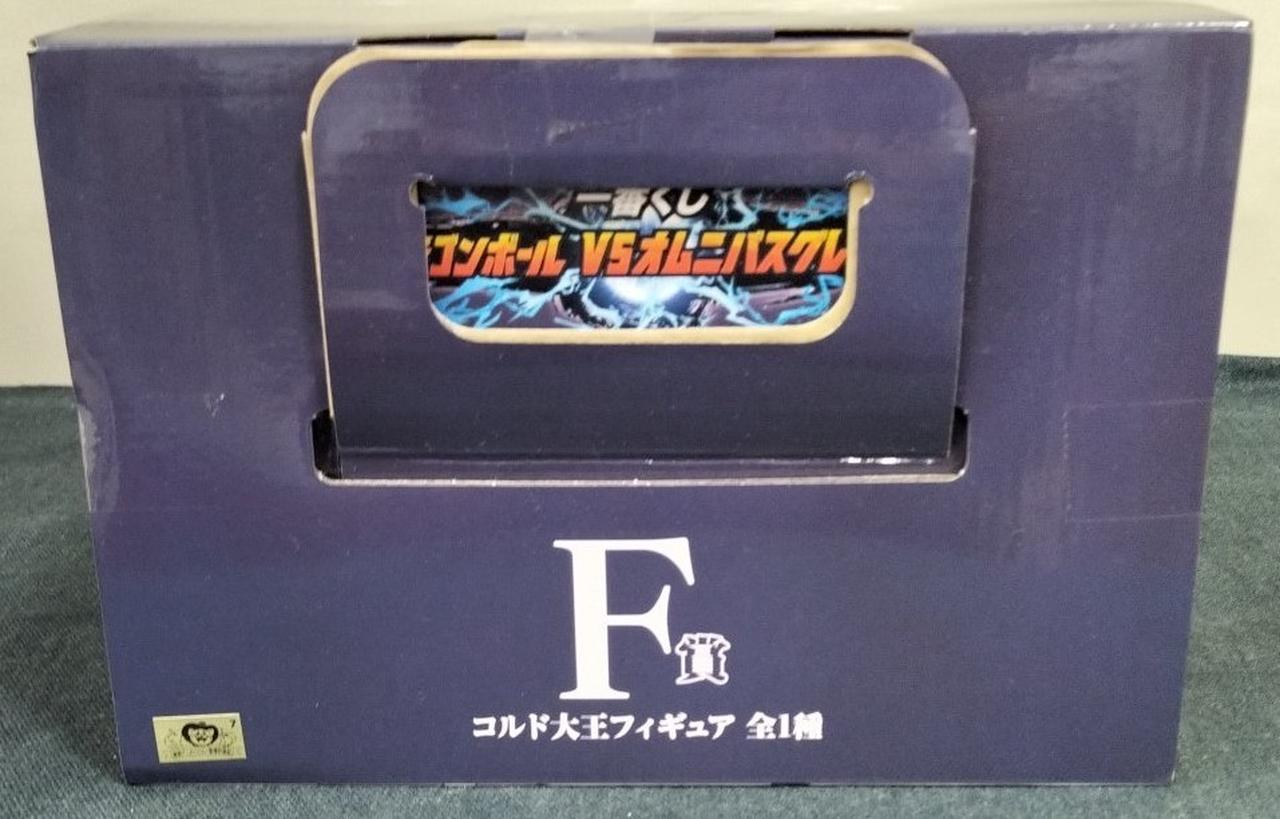 一番くじ
ゴンボール VSオムニバスグレ
F賞
コルド大王フィギュア 全1種